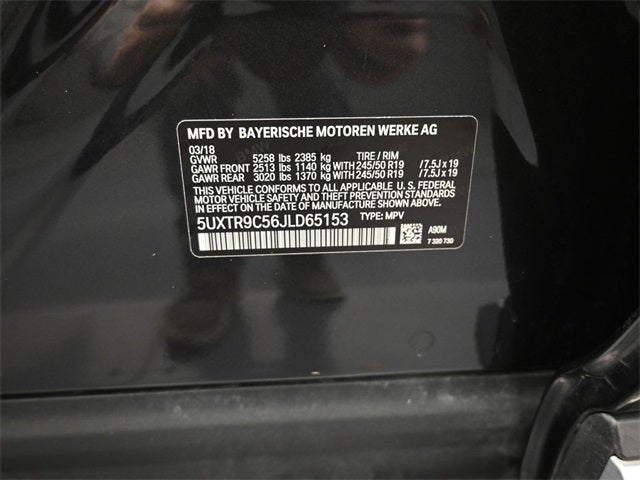 MFD BY BAYERISCHE MOTOREN WERKE AG
03/18
GVWR 5258 lbs 2385 kg TIRE / RIM
GAWR FRONT 2513 lbs 1140 kg WITH 245/50 R19 /7.5J x 19
GAWR REAR 3020 lbs 1370 kg WITH 245/50 R19 /7.5J x 19
THIS VEHICLE CONFORMS TO ALL APPLICABLE U. S. FEDERAL
MOTOR VEHICLE SAFETY AND THEFT PREVENTION STANDARDS
IN EFFECT ON THE DATE OF MANUFACTURE SHOWN ABOVE.
5UXTR9C56JLD65153 TYPE: MPV
A90M
7 320 730